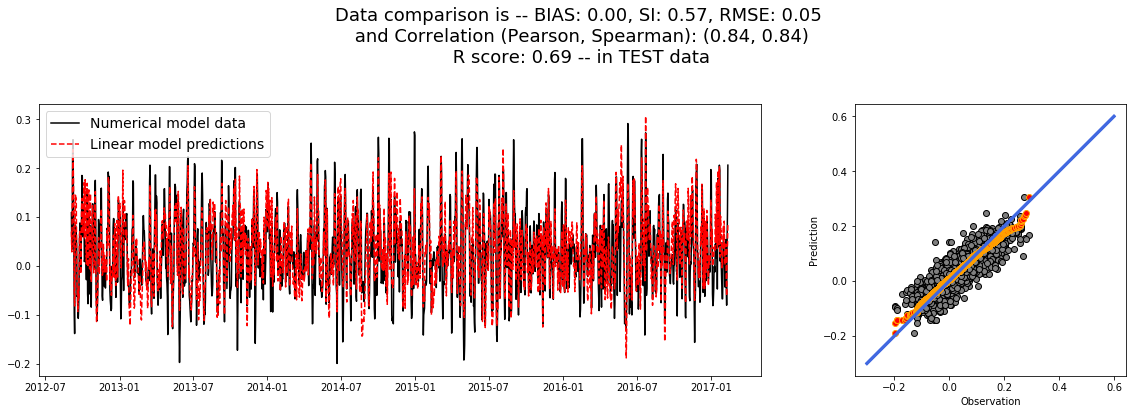 Data comparison is -- BIAS: 0.00, SI: 0.57, RMSE: 0.05
and Correlation (Pearson, Spearman): (0.84, 0.84)
R score: 0.69 -- in TEST data
Numerical model data
Linear model predictions
0.3
0.2
0.1
0.0
−0.1
−0.2
2012-07 2013-01 2013-07 2014-01 2014-07 2015-01 2015-07 2016-01 2016-07 2017-01
Prediction
0.6
0.4
0.2
0.0
−0.2
−0.2 0.0 0.2 0.4 0.6
Observation